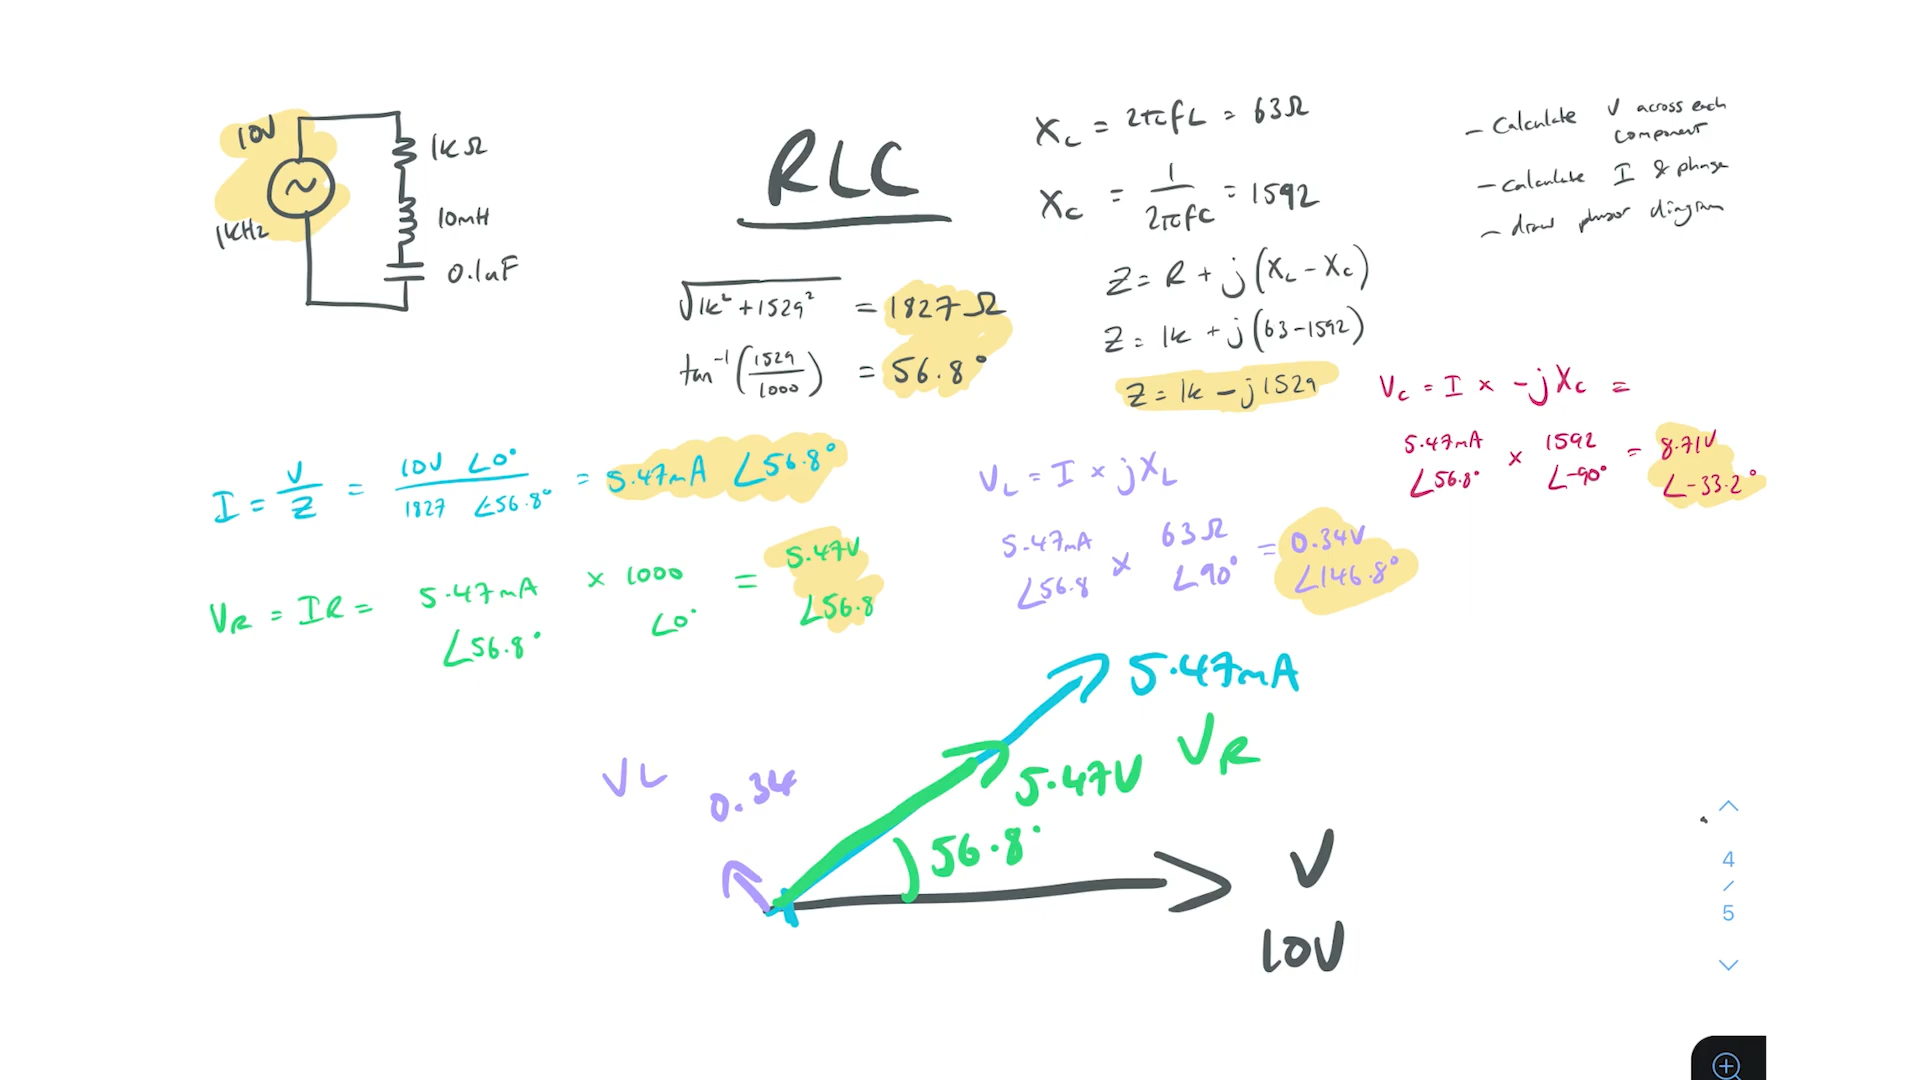 10V
1KHz
1kΩ
10mH
0.1uF
RLC
XL = 2πfL = 63Ω
XC = 1/2πfC = 1592
Z = R + j(XL - XC)
Z = 1k + j(63-1592)
Z = 1k - j1529
- Calculate V across each
component
- Calculate I & phase
- draw phasor diagram
√1k² + 1529² = 1827Ω
tan⁻¹(1529/1000) = 56.8°
I = V/Z = 10V ∠0° / 1827 ∠-56.8° = 5.47mA ∠56.8°
VR = IR = 5.47mA × 1000 = 5.47V
∠56.8° ∠0° ∠56.8
VL = I × jXL
5.47mA × 63Ω = 0.34V
∠56.8 ∠90° ∠146.8°
VC = I × -jXC =
5.47mA × 1592 = 8.71V
∠56.8° ∠-90° ∠-33.2°
5.47mA
VR
5.47V
VL
0.34
56.8°
V
10V
4
/
5